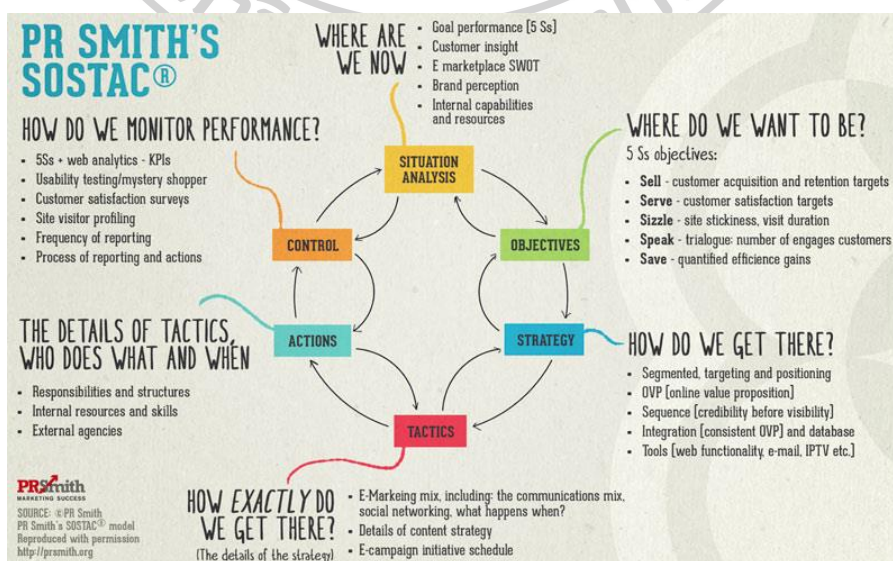 PR SMITH'S
SOSTAC®
WHERE ARE
WE NOW
• Goal performance [5 Ss]
• Customer insight
• E marketplace SWOT
• Brand perception
• Internal capabilities
and resources
HOW DO WE MONITOR PERFORMANCE?
• 5Ss + web analytics - KPIs
• Usability testing/mystery shopper
• Customer satisfaction surveys
• Site visitor profiling
• Frequency of reporting
• Process of reporting and actions
WHERE DO WE WANT TO BE?
5 Ss objectives:
• Sell - customer acquisition and retention targets
• Serve - customer satisfaction targets
• Sizzle - site stickiness, visit duration
• Speak - trialogue; number of engages customers
• Save - quantified efficience gains
SITUATION
ANALYSIS
CONTROL
OBJECTIVES
ACTIONS
STRATEGY
TACTICS
THE DETAILS OF TACTICS,
WHO DOES WHAT AND WHEN
• Responsibilities and structures
• Internal resources and skills
• External agencies
HOW DO WE GET THERE?
• Segmented, targeting and positioning
• OVP [online value proposition]
• Sequence [credibility before visibility]
• Integration [consistent OVP] and database
• Tools [web functionality, e-mail, IPTV etc.]
HOW EXACTLY DO
WE GET THERE?
(The details of the strategy)
• E-Markeing mix, including: the communications mix,
social networking, what happens when?
• Details of content strategy
• E-campaign initiative schedule
PRSmith
MARKETING SUCCESS
SOURCE: ©PR Smith
PR Smith's SOSTAC® model
Reproduced with permission
http://prsmith.org